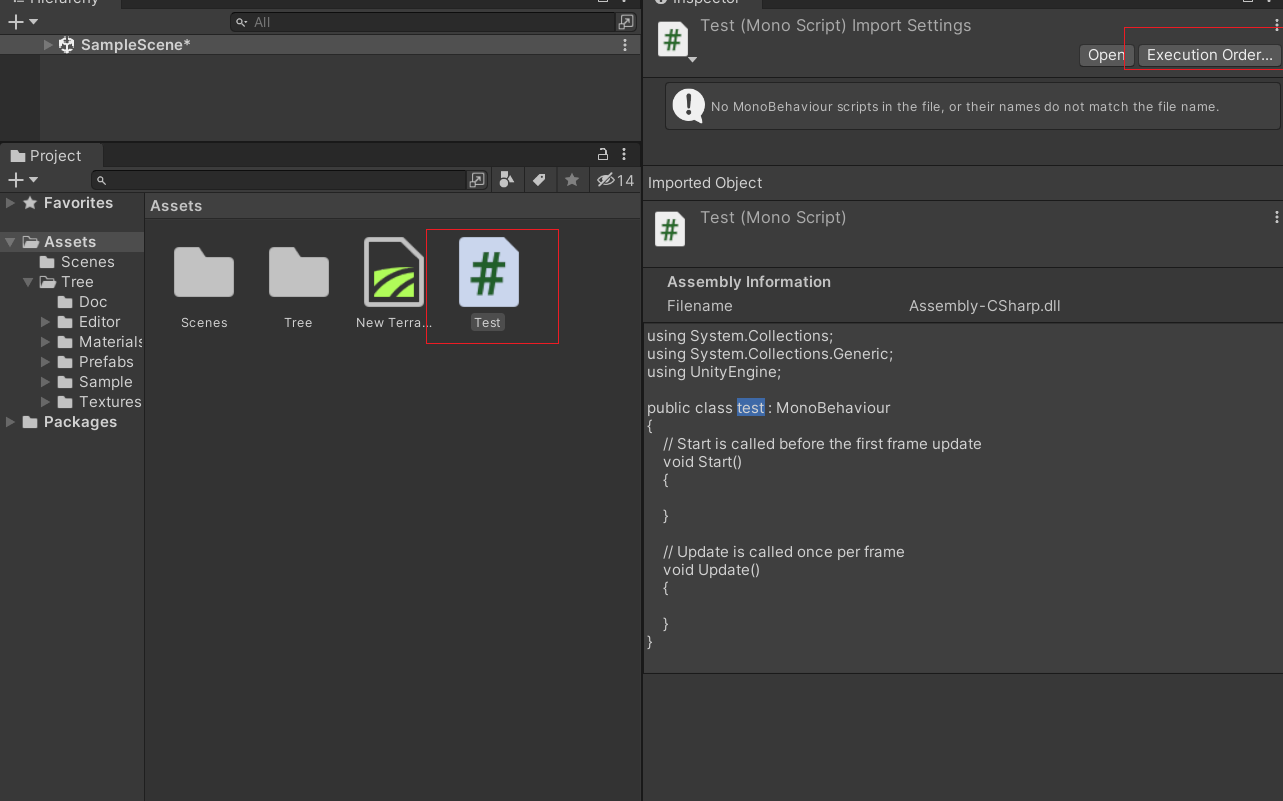 Hierarchy
All
SampleScene*
Project
14
Favorites
Assets
Scenes
Tree
Doc
Editor
Materials
Prefabs
Sample
Textures
Packages
Assets
Scenes
Tree
New Terra...
Test
Inspector
Test (Mono Script) Import Settings
Open
Execution Order...
No MonoBehaviour scripts in the file, or their names do not match the file name.
Imported Object
Test (Mono Script)
Assembly Information
Filename Assembly-CSharp.dll
using System.Collections;
using System.Collections.Generic;
using UnityEngine;
public class test : MonoBehaviour
{
// Start is called before the first frame update
void Start()
{
}
// Update is called once per frame
void Update()
{
}
}